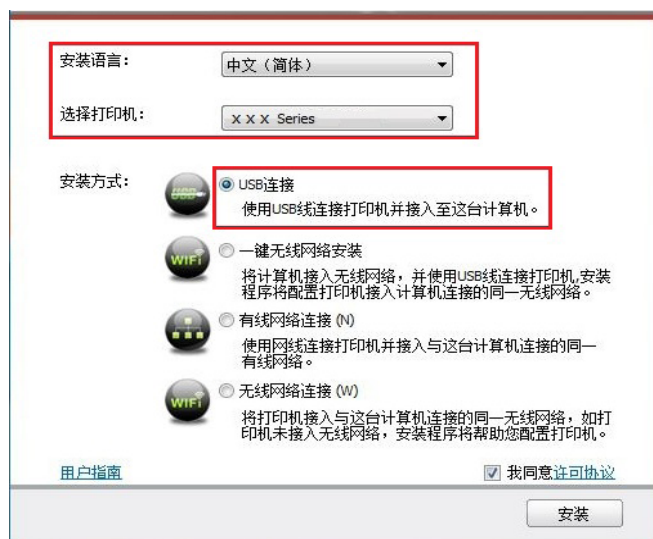 安装语言：
中文（简体）
选择打印机：
x x x Series
安装方式：
USB
USB连接
使用USB线连接打印机并接入至这台计算机。
WiFi
一键无线网络安装
将计算机接入无线网络，并使用USB线连接打印机,安装
程序将配置打印机接入计算机连接的同一无线网络。
有线网络连接 (N)
使用网线连接打印机并接入与这台计算机连接的同一
有线网络。
WiFi
无线网络连接 (W)
将打印机接入与这台计算机连接的同一无线网络，如打
印机未接入无线网络，安装程序将帮助您配置打印机。
用户指南
我同意许可协议
安装